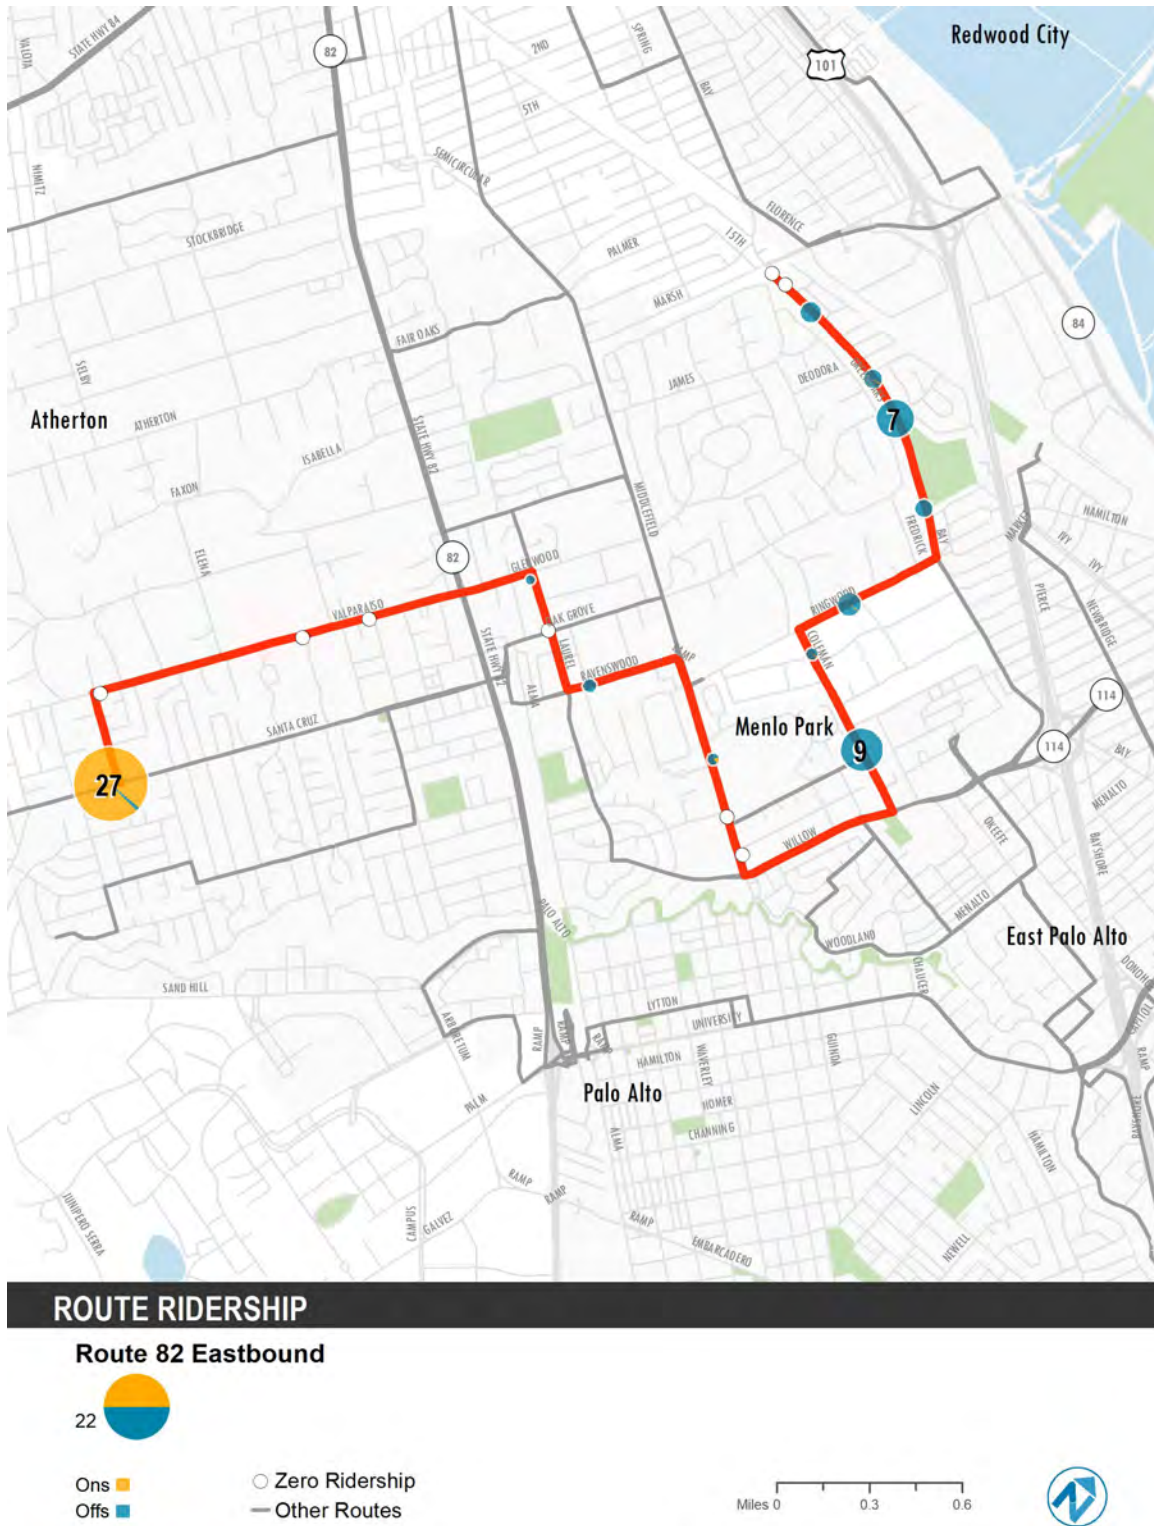 Redwood City
STATE HWY 84
VALOTA
82
2ND
SPRING
101
BAY
5TH
SEMICIRCULAR
NIMITZ
STOCKBRIDGE
FLORENCE
15TH
PALMER
MARSH
84
FAIR OAKS
SELBY
JAMES
DEODORA
Atherton
ATHERTON
STATE HWY 82
7
ISABELLA
FAXON
MIDDLEFIELD
HAMILTON
MARKET
FREDRICK
BAY
IVY
IVY
ELENA
82
GLENWOOD
PIERCE
NEWBRIDGE
VALPARAISO
OAK GROVE
RINGWOOD
COLEMAN
STATE HWY 82
LAUREL
RAVENSWOOD
RAMP
ALMA
SANTA CRUZ
Menlo Park
114
114
9
BAY
MENALTO
27
WILLOW
OKEEFE
BAYSHORE
PALO ALTO
MENALTO
WOODLAND
East Palo Alto
CHAUCER
SAND HILL
LYTTON
ARBORETUM
UNIVERSITY
RAMP
RAMP
RAMP
HAMILTON
WAVERLEY
GUINDA
RAMP
Palo Alto
PALM
HOMER
LINCOLN
CHANNING
ALMA
BAYSHORE
HAMILTON
RAMP
RAMP
JUNIPERO SERRA
CAMPUS
GALVEZ
RAMP
EMBARCADERO
NEWELL
ROUTE RIDERSHIP
Route 82 Eastbound
22
Ons
Zero Ridership
Offs
Other Routes
Miles 0 0.3 0.6